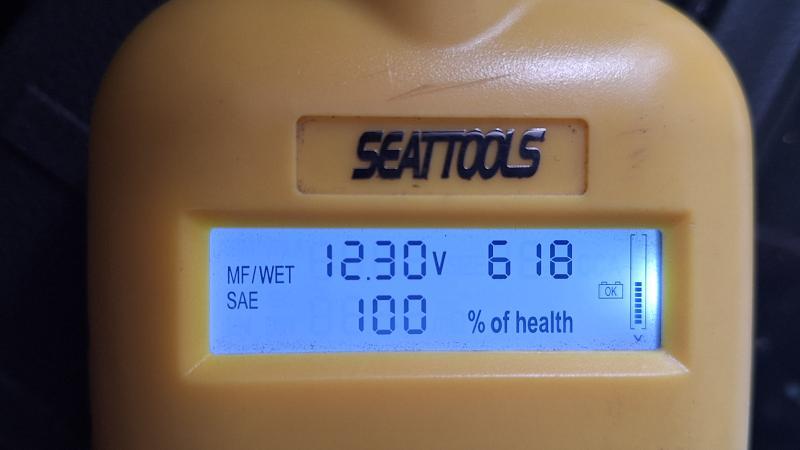 SEATTOOLS
MF/WET 12.30V 618
SAE 100 % of health
OK
V